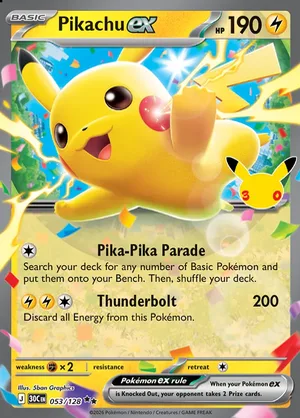 BASIC
Pikachu ex HP 190
30
Pika-Pika Parade
Search your deck for any number of Basic Pokémon and
put them onto your Bench. Then, shuffle your deck.
Thunderbolt 200
Discard all Energy from this Pokémon.
weakness ×2 resistance retreat
Illus. 5ban Graphics
Pokémon ex rule When your Pokémon ex
is Knocked Out, your opponent takes 2 Prize cards.
J 30C EN 053/128
©2026 Pokémon / Nintendo / Creatures / GAME FREAK